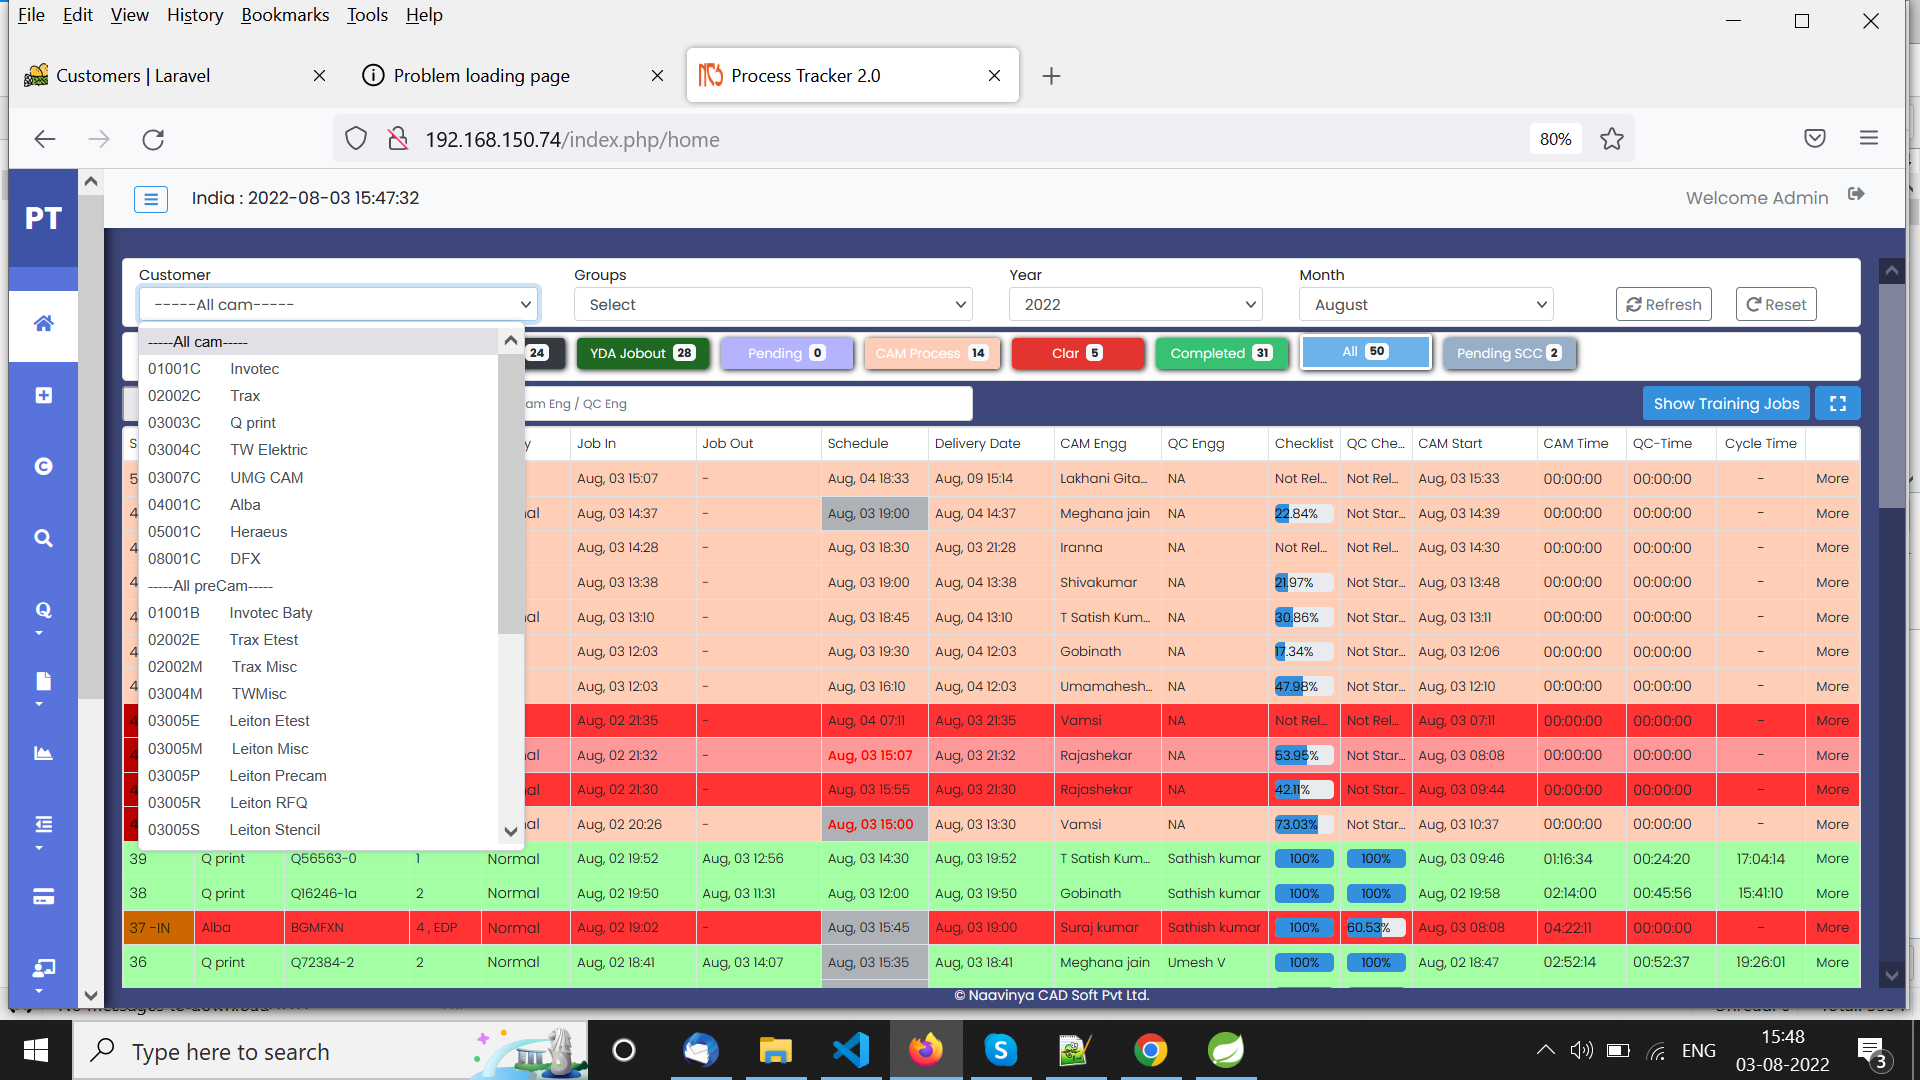 File Edit View History Bookmarks Tools Help
Customers | Laravel
Problem loading page
Process Tracker 2.0
192.168.150.74/index.php/home
80%
PT
India : 2022-08-03 15:47:32
Welcome Admin
Customer Groups Year Month
-----All cam----- Select 2022 August Refresh Reset
24 YDA Jobout 28 Pending 0 CAM Process 14 Clar 5 Completed 31 All 50 Pending SCC 2
am Eng / QC Eng
Show Training Jobs
-----All cam-----
01001C Invotec
02002C Trax
03003C Q print
03004C TW Elektric
03007C UMG CAM
04001C Alba
05001C Heraeus
08001C DFX
-----All preCam-----
01001B Invotec Baty
02002E Trax Etest
02002M Trax Misc
03004M TWMisc
03005E Leiton Etest
03005M Leiton Misc
03005P Leiton Precam
03005R Leiton RFQ
03005S Leiton Stencil
S y Job In Job Out Schedule Delivery Date CAM Engg QC Engg Checklist QC Che... CAM Start CAM Time QC-Time Cycle Time
5 Aug, 03 15:07 - Aug, 04 18:33 Aug, 09 15:14 Lakhani Gita... NA Not Rel... Not Rel... Aug, 03 15:33 00:00:00 00:00:00 - More
4 al Aug, 03 14:37 - Aug, 03 19:00 Aug, 04 14:37 Meghana jain NA 22.84% Not Star... Aug, 03 14:39 00:00:00 00:00:00 - More
4 Aug, 03 14:28 - Aug, 03 18:30 Aug, 03 21:28 Iranna NA Not Rel... Not Rel... Aug, 03 14:30 00:00:00 00:00:00 - More
4 Aug, 03 13:38 - Aug, 03 19:00 Aug, 04 13:38 Shivakumar NA 21.97% Not Star... Aug, 03 13:48 00:00:00 00:00:00 - More
4 al Aug, 03 13:10 - Aug, 03 18:45 Aug, 04 13:10 T Satish Kum... NA 30.86% Not Star... Aug, 03 13:11 00:00:00 00:00:00 - More
4 Aug, 03 12:03 - Aug, 03 19:30 Aug, 04 12:03 Gobinath NA 17.34% Not Star... Aug, 03 12:06 00:00:00 00:00:00 - More
4 Aug, 03 12:03 - Aug, 03 16:10 Aug, 04 12:03 Umamahesh... NA 47.98% Not Star... Aug, 03 12:10 00:00:00 00:00:00 - More
4 Aug, 02 21:35 - Aug, 04 07:11 Aug, 03 21:35 Vamsi NA Not Rel... Not Rel... Aug, 03 07:11 00:00:00 00:00:00 - More
4 al Aug, 02 21:32 - Aug, 03 15:07 Aug, 03 21:32 Rajashekar NA 53.95% Not Star... Aug, 03 08:08 00:00:00 00:00:00 - More
4 al Aug, 02 21:30 - Aug, 03 15:55 Aug, 03 21:30 Rajashekar NA 42.11% Not Star... Aug, 03 09:44 00:00:00 00:00:00 - More
4 al Aug, 02 20:26 - Aug, 03 15:00 Aug, 03 13:30 Vamsi NA 73.03% Not Star... Aug, 03 10:37 00:00:00 00:00:00 - More
39 Q print Q56563-0 1 Normal Aug, 02 19:52 Aug, 03 12:56 Aug, 03 14:30 Aug, 03 19:52 T Satish Kum... Sathish kumar 100% 100% Aug, 03 09:46 01:16:34 00:24:20 17:04:14 More
38 Q print Q16246-1a 2 Normal Aug, 02 19:50 Aug, 03 11:31 Aug, 03 12:00 Aug, 03 19:50 Gobinath Sathish kumar 100% 100% Aug, 02 19:58 02:14:00 00:45:56 15:41:10 More
37 -IN Alba BGMFXN 4 , EDP Normal Aug, 02 19:02 - Aug, 03 15:45 Aug, 03 19:00 Suraj kumar Sathish kumar 100% 60.53% Aug, 03 08:08 04:22:11 00:00:00 - More
36 Q print Q72384-2 2 Normal Aug, 02 18:41 Aug, 03 14:07 Aug, 03 15:35 Aug, 03 18:41 Meghana jain Umesh V 100% 100% Aug, 02 18:47 02:52:14 00:52:37 19:26:01 More
© Naavinya CAD Soft Pvt Ltd.
Type here to search
ENG
15:48
03-08-2022
3